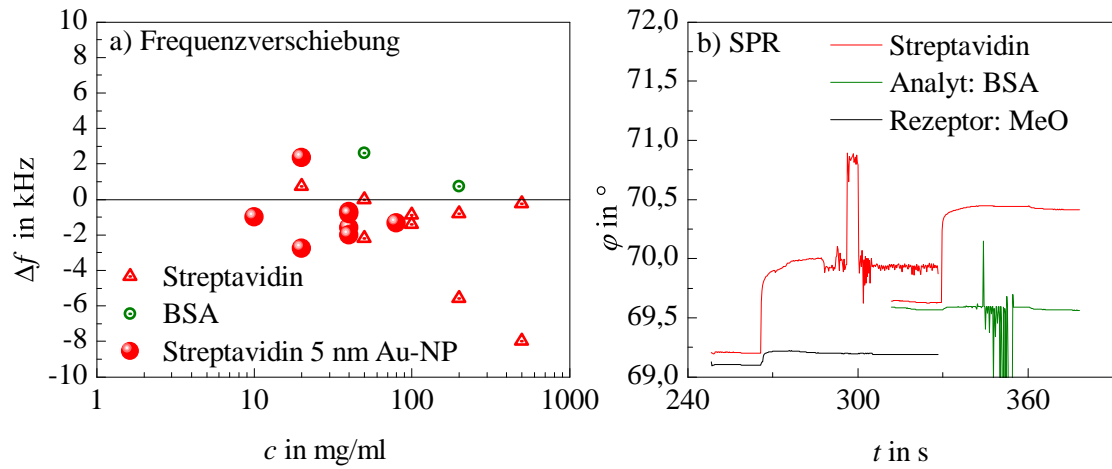 a) Frequenzverschiebung
10
8
6
4
2
0
-2
-4
-6
-8
-10
Δf in kHz
Streptavidin
BSA
Streptavidin 5 nm Au-NP
1
10
100
1000
c in mg/ml
b) SPR
Streptavidin
Analyt: BSA
Rezeptor: MeO
72,0
71,5
71,0
70,5
70,0
69,5
69,0
φ in °
240
300
360
t in s